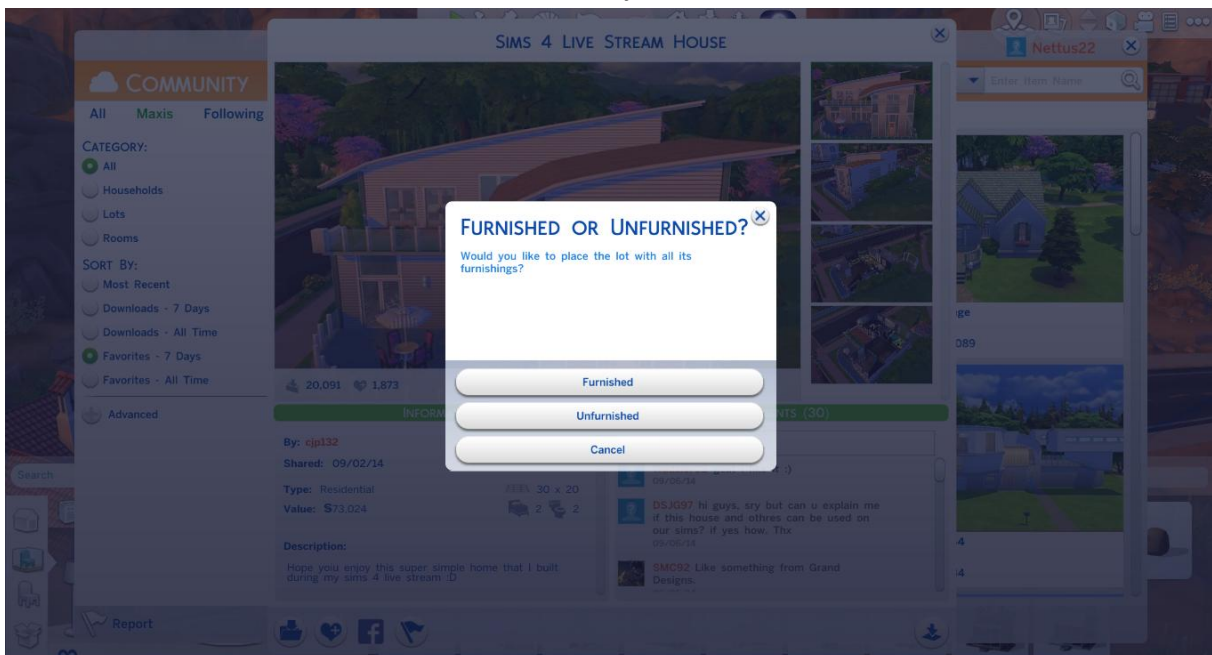 SIMS 4 LIVE STREAM HOUSE
Nettus22
COMMUNITY
Enter Item Name
All Maxis Following
CATEGORY:
All
Households
Lots
Rooms
SORT BY:
Most Recent
Downloads - 7 Days
Downloads - All Time
Favorites - 7 Days
Favorites - All Time
Advanced
FURNISHED OR UNFURNISHED?
Would you like to place the lot with all its
furnishings?
Furnished
Unfurnished
Cancel
20,091 1,873
(30)
By: cjp132
Shared: 09/02/14
Type: Residential 30 x 20
Value: §73,024 2 2
Description:
Hope you enjoy this super simple home that I built
during my sims 4 live stream :D
09/05/14
DSJG97 hi guys, sry but can u explain me
if this house and othres can be used on
our sims? if yes how. Thx
09/05/14
SMC92 Like something from Grand
Designs.
089
Search
Report